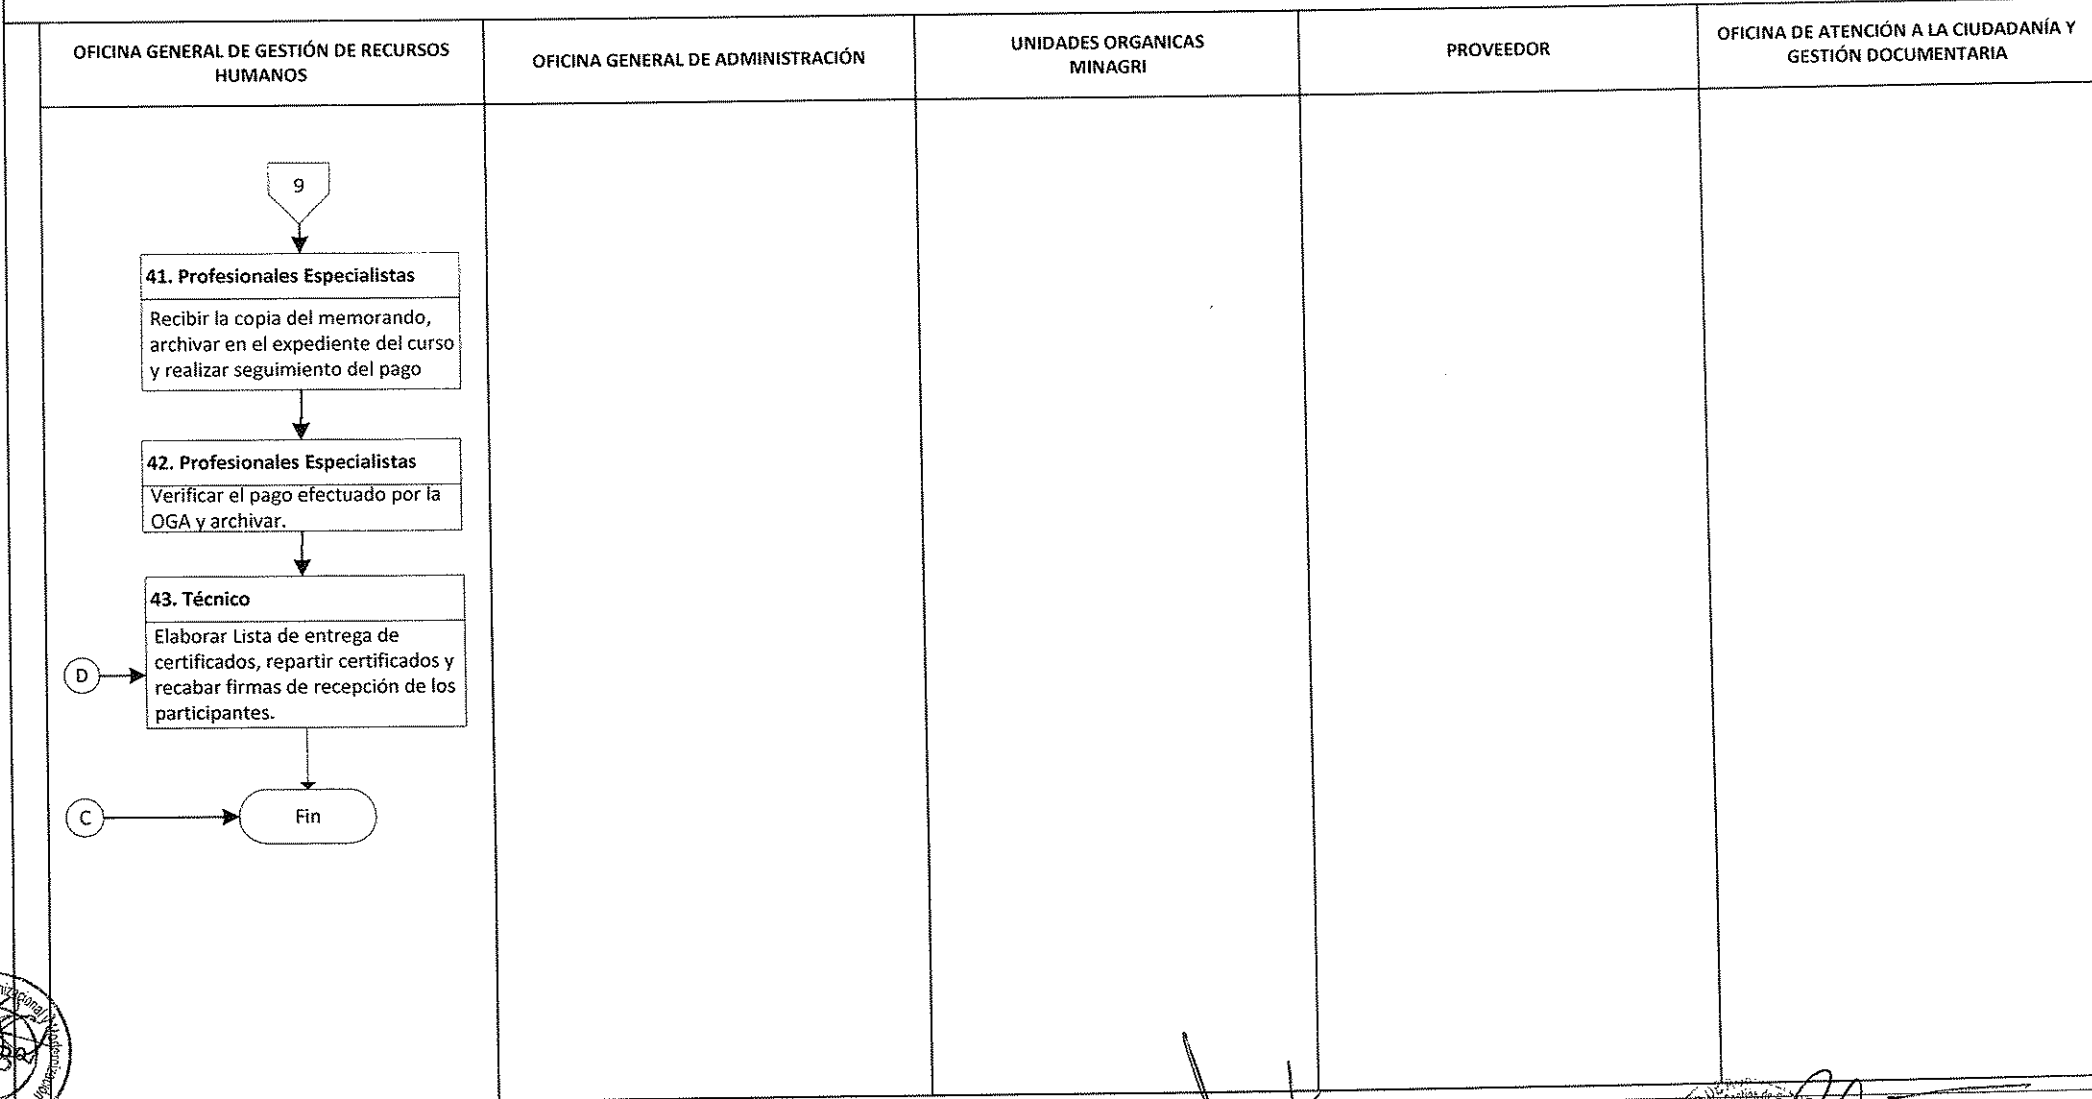 OFICINA GENERAL DE GESTIÓN DE RECURSOS
HUMANOS
OFICINA GENERAL DE ADMINISTRACIÓN
UNIDADES ORGANICAS
MINAGRI
PROVEEDOR
OFICINA DE ATENCIÓN A LA CIUDADANÍA Y
GESTIÓN DOCUMENTARIA
9
41. Profesionales Especialistas
Recibir la copia del memorando,
archivar en el expediente del curso
y realizar seguimiento del pago
42. Profesionales Especialistas
Verificar el pago efectuado por la
OGA y archivar.
43. Técnico
Elaborar Lista de entrega de
certificados, repartir certificados y
recabar firmas de recepción de los
participantes.
D
Fin
C